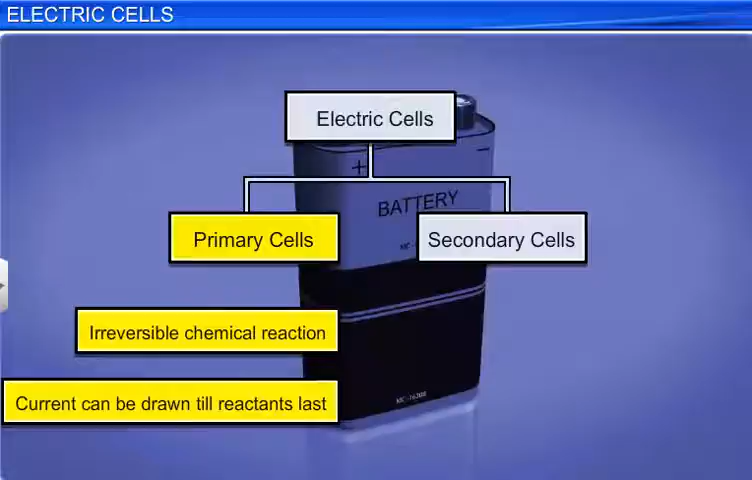 ELECTRIC CELLS
Electric Cells
+ −
BATTERY
Primary Cells
Secondary Cells
Irreversible chemical reaction
Current can be drawn till reactants last